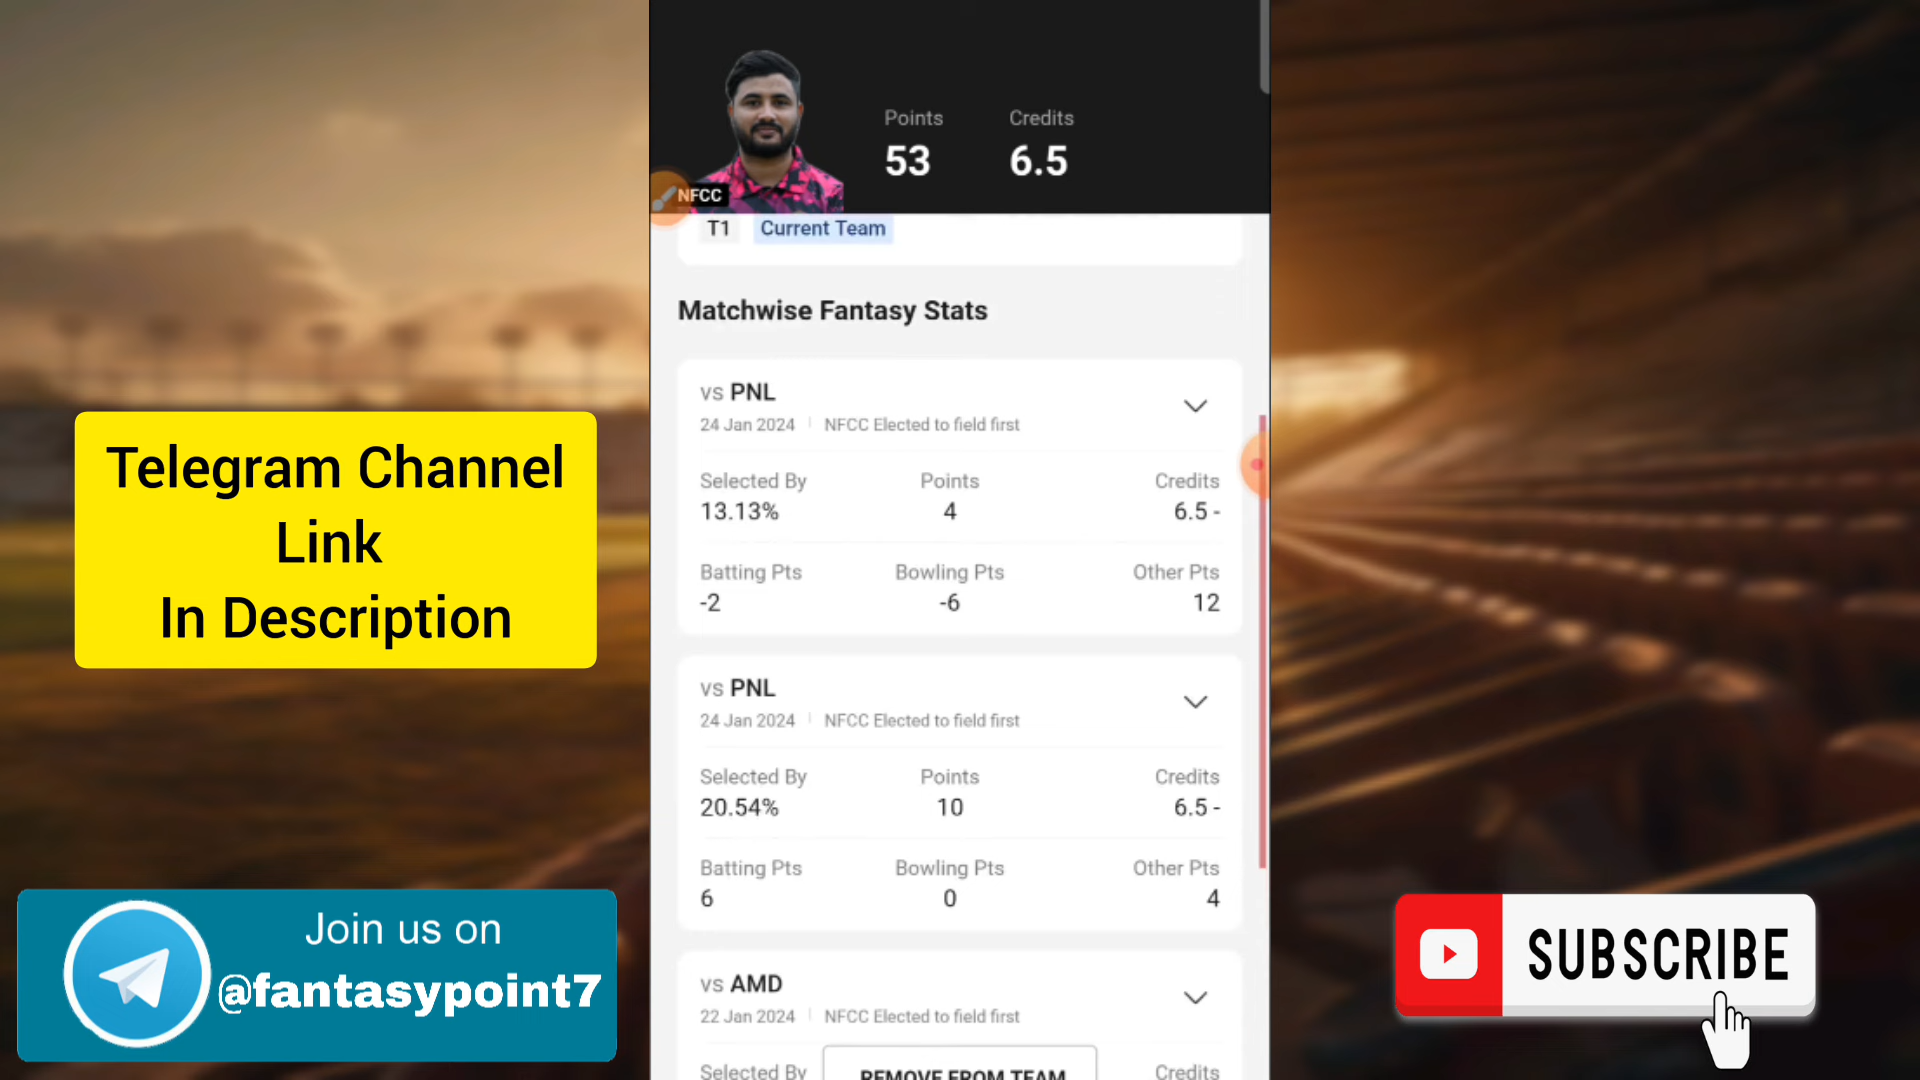 Points Credits
53 6.5
NFCC
T1 Current Team
Matchwise Fantasy Stats
vs PNL
24 Jan 2024 NFCC Elected to field first
Selected By Points Credits
13.13% 4 6.5 -
Batting Pts Bowling Pts Other Pts
-2 -6 12
vs PNL
24 Jan 2024 NFCC Elected to field first
Selected By Points Credits
20.54% 10 6.5 -
Batting Pts Bowling Pts Other Pts
6 0 4
vs AMD
22 Jan 2024 NFCC Elected to field first
Selected By Credits
REMOVE FROM TEAM
Telegram Channel
Link
In Description
Join us on
@fantasypoint7
SUBSCRIBE